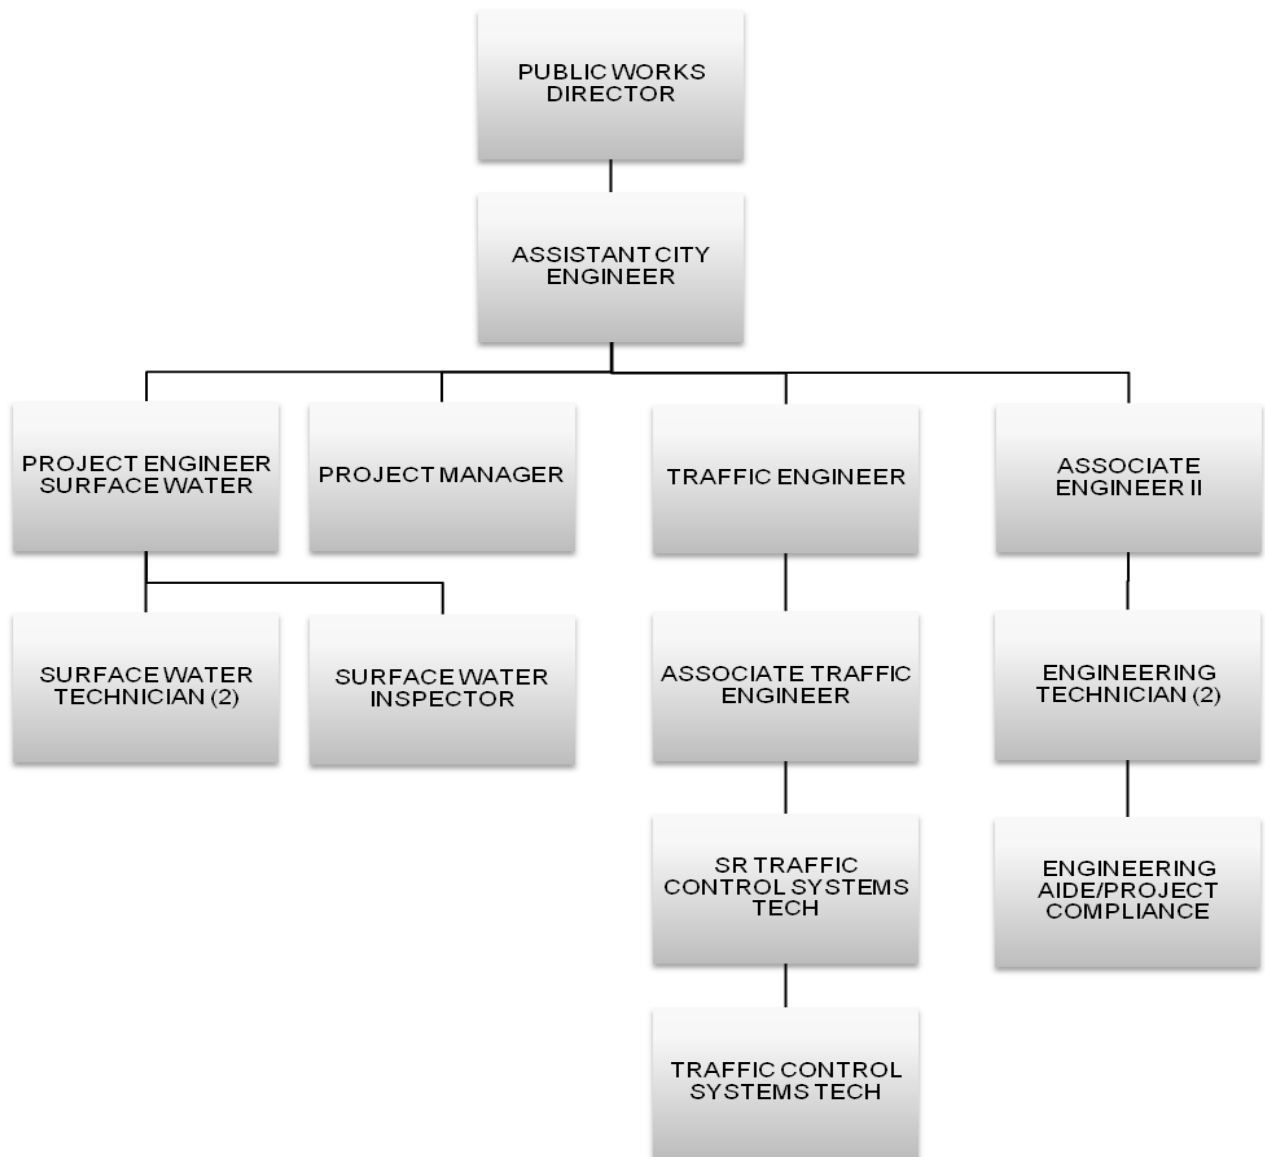 PUBLIC WORKS
DIRECTOR
ASSISTANT CITY
ENGINEER
PROJECT ENGINEER
SURFACE WATER
PROJECT MANAGER
TRAFFIC ENGINEER
ASSOCIATE
ENGINEER II
SURFACE WATER
TECHNICIAN (2)
SURFACE WATER
INSPECTOR
ASSOCIATE TRAFFIC
ENGINEER
ENGINEERING
TECHNICIAN (2)
SR TRAFFIC
CONTROL SYSTEMS
TECH
ENGINEERING
AIDE/PROJECT
COMPLIANCE
TRAFFIC CONTROL
SYSTEMS TECH